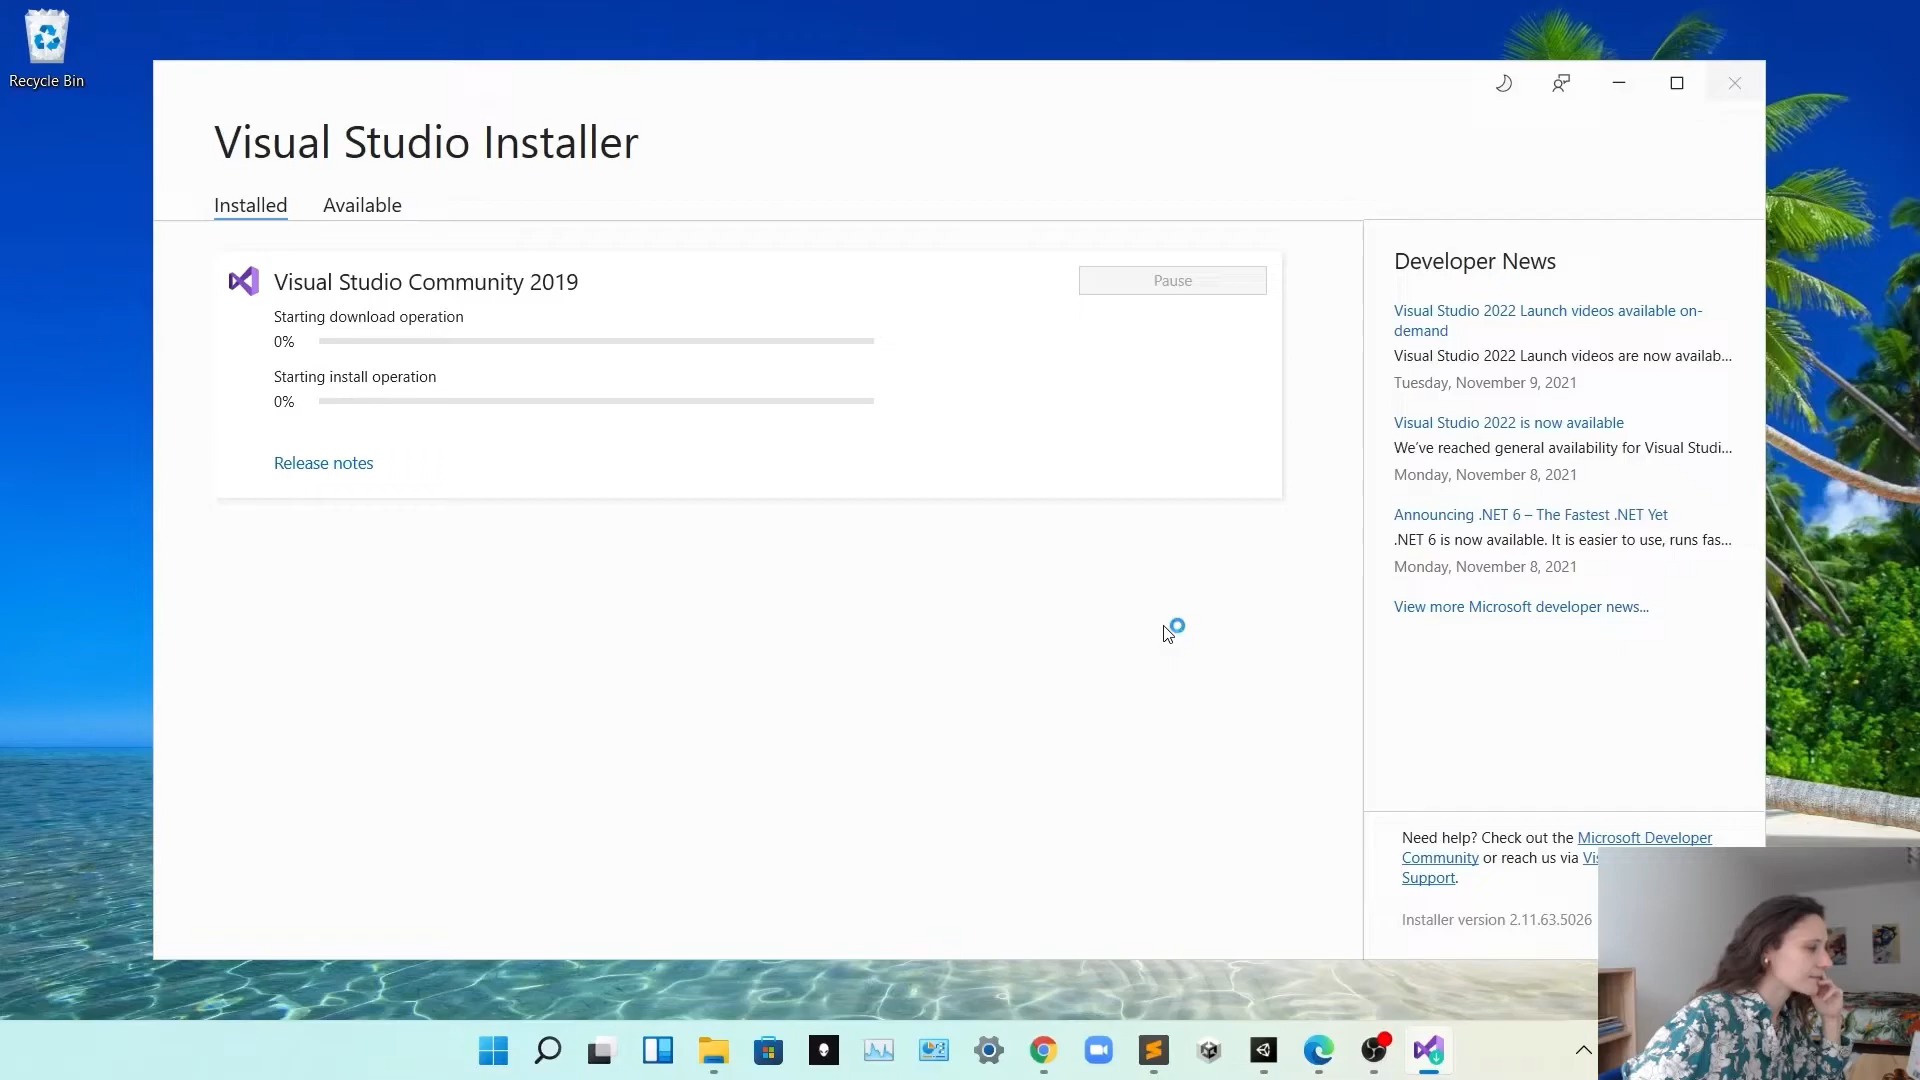 Recycle Bin
Visual Studio Installer
Installed
Available
Visual Studio Community 2019
Pause
Starting download operation
0%
Starting install operation
0%
Release notes
Developer News
Visual Studio 2022 Launch videos available on-
demand
Visual Studio 2022 Launch videos are now availab...
Tuesday, November 9, 2021
Visual Studio 2022 is now available
We've reached general availability for Visual Studi...
Monday, November 8, 2021
Announcing .NET 6 – The Fastest .NET Yet
.NET 6 is now available. It is easier to use, runs fas...
Monday, November 8, 2021
View more Microsoft developer news...
Need help? Check out the Microsoft Developer
Community or reach us via
Support.
Installer version 2.11.63.5026